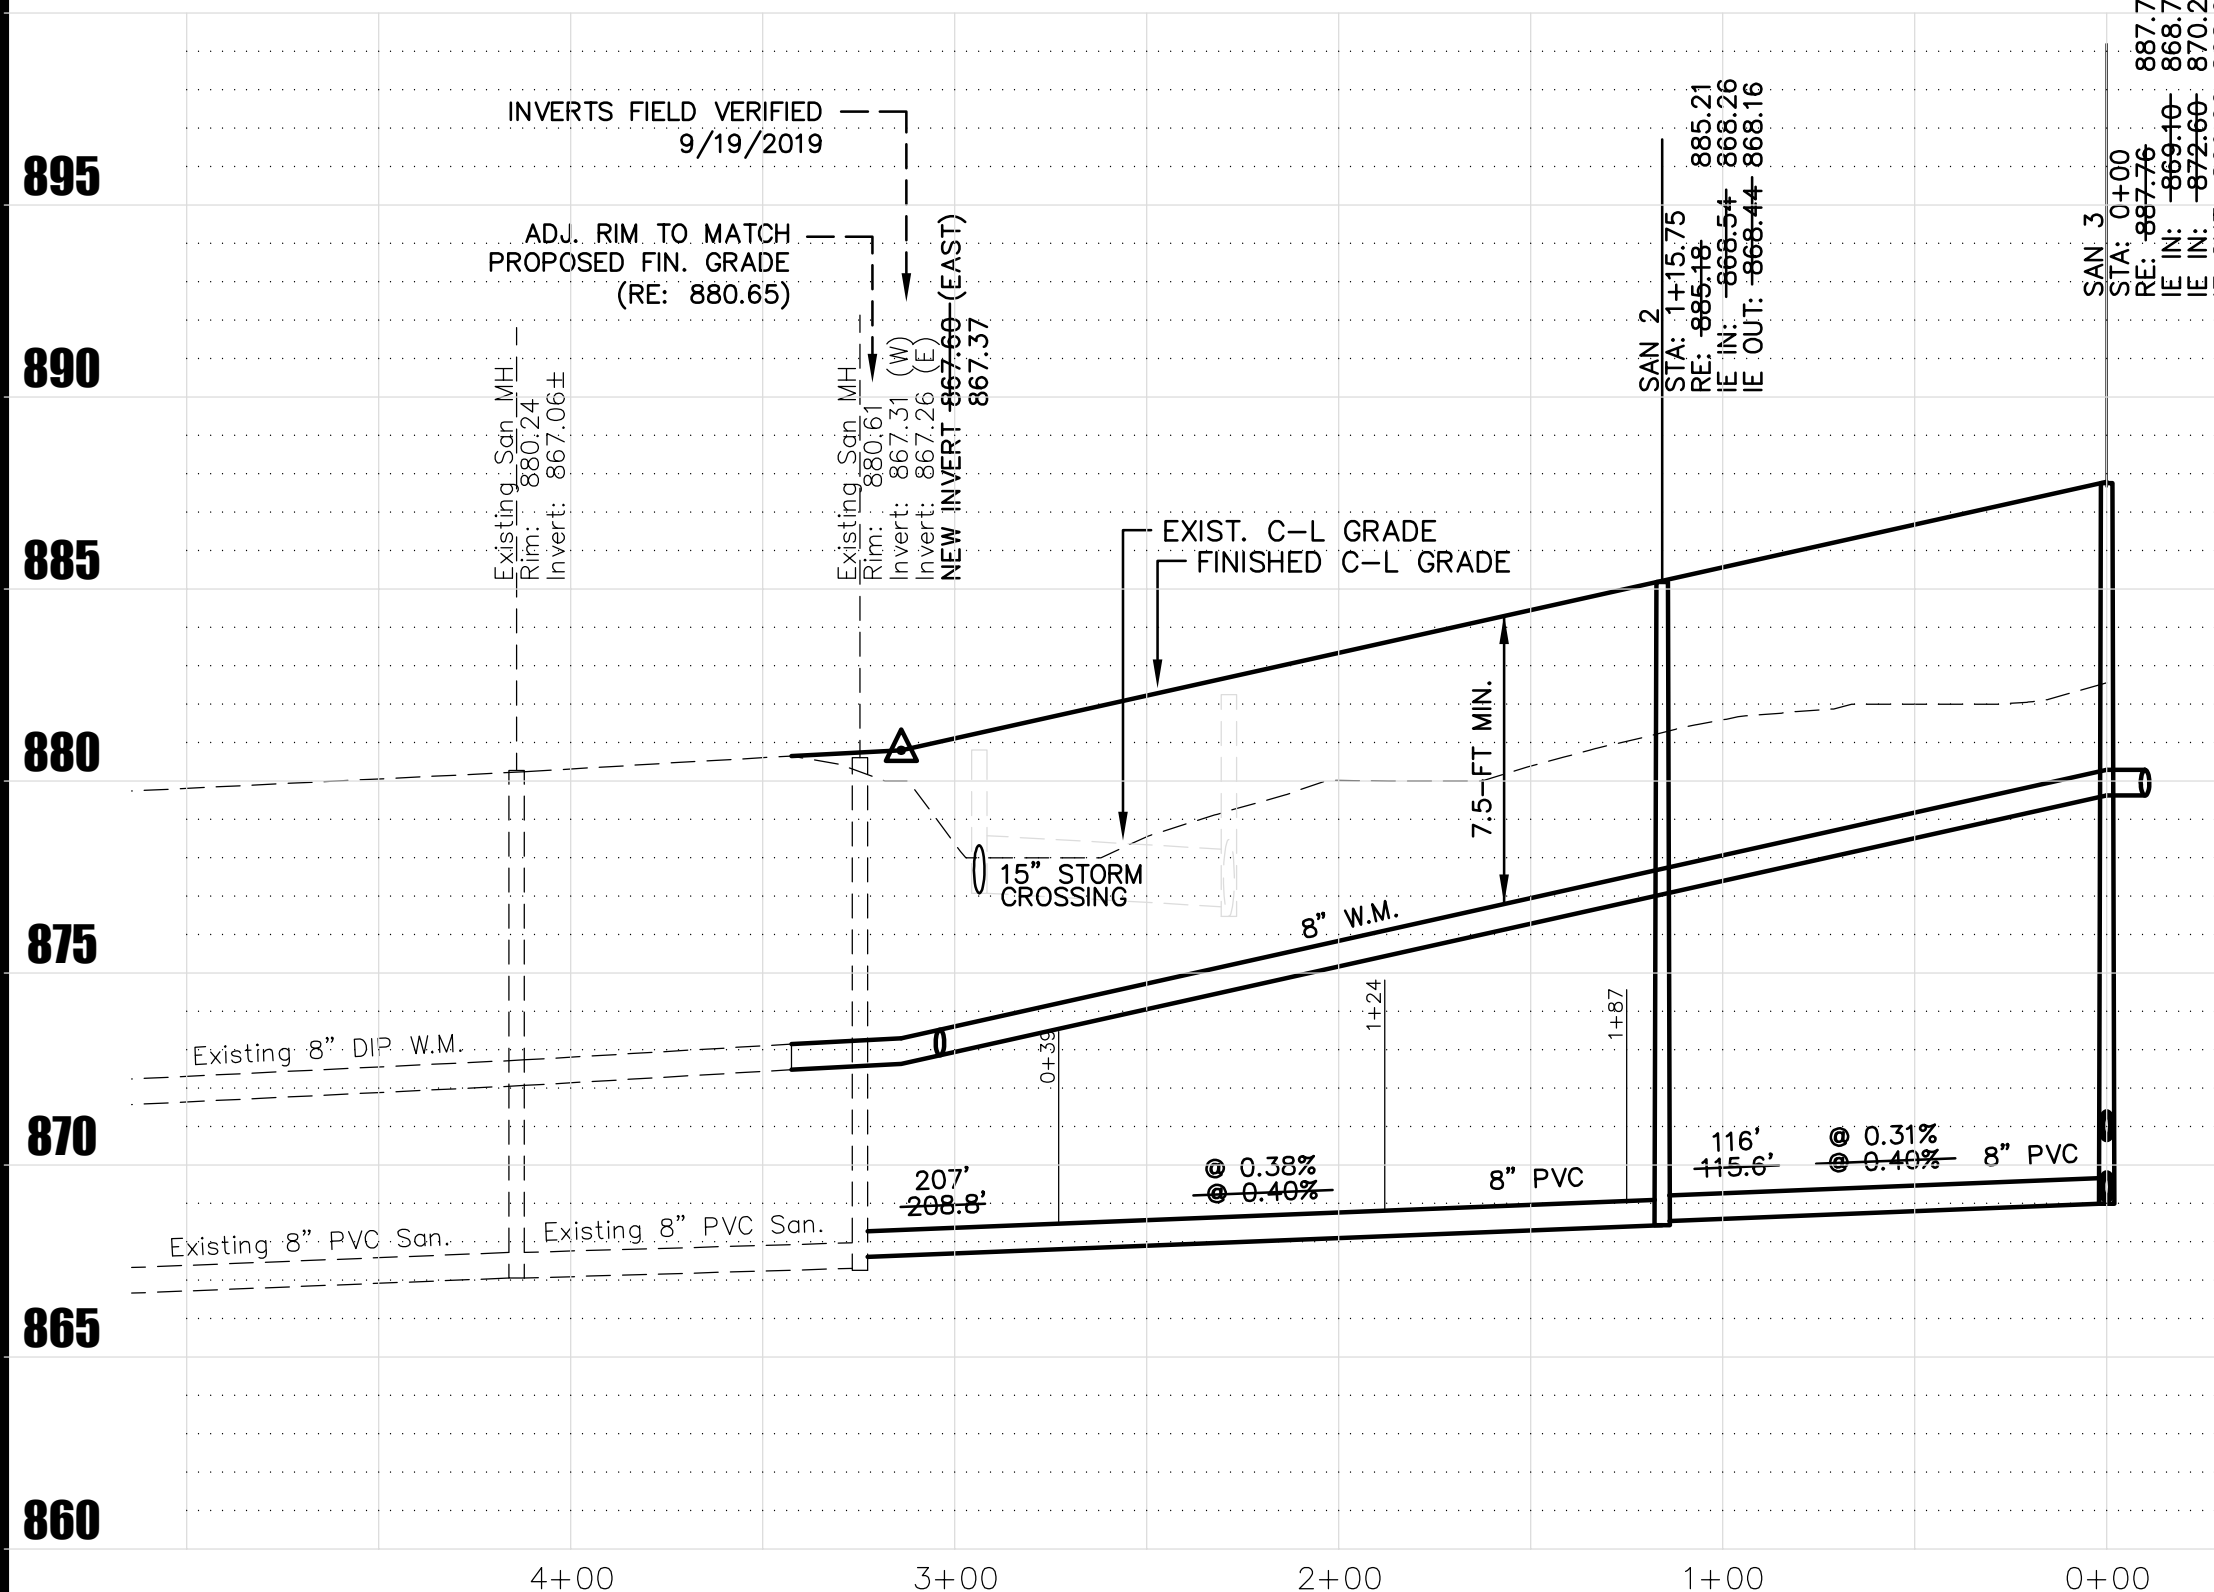 INVERTS FIELD VERIFIED
9/19/2019
ADJ. RIM TO MATCH
PROPOSED FIN. GRADE
(RE: 880.65)
895
890
885
880
875
870
865
860
Existing San MH
Rim: 880.24
Invert: 867.06±
Existing San MH
Rim: 880.61
Invert: 867.31 (W)
Invert: 867.26 (E)
NEW INVERT 867.60 (EAST)
867.37
EXIST. C-L GRADE
FINISHED C-L GRADE
SAN 2
STA: 1+15.75
RE: 885.18 885.21
IE IN: 868.54 868.26
IE OUT: 868.44 868.16
SAN 3
STA: 0+00
RE: 887.76 887.7
IE IN: 869.10 868.7
IE IN: 872.60 870.2
7.5-FT MIN.
15" STORM
CROSSING
8" W.M.
1+24
1+87
0+39
Existing 8" DIP W.M.
116'
115.6'
@ 0.31%
@ 0.40%
8" PVC
207'
208.8'
@ 0.38%
@ 0.40%
8" PVC
Existing 8" PVC San.
Existing 8" PVC San.
4+00
3+00
2+00
1+00
0+00